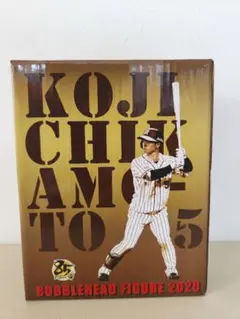 KOJI
CHIK
AMO-
TO 5
BOBBLEHEAD FIGURE 2020